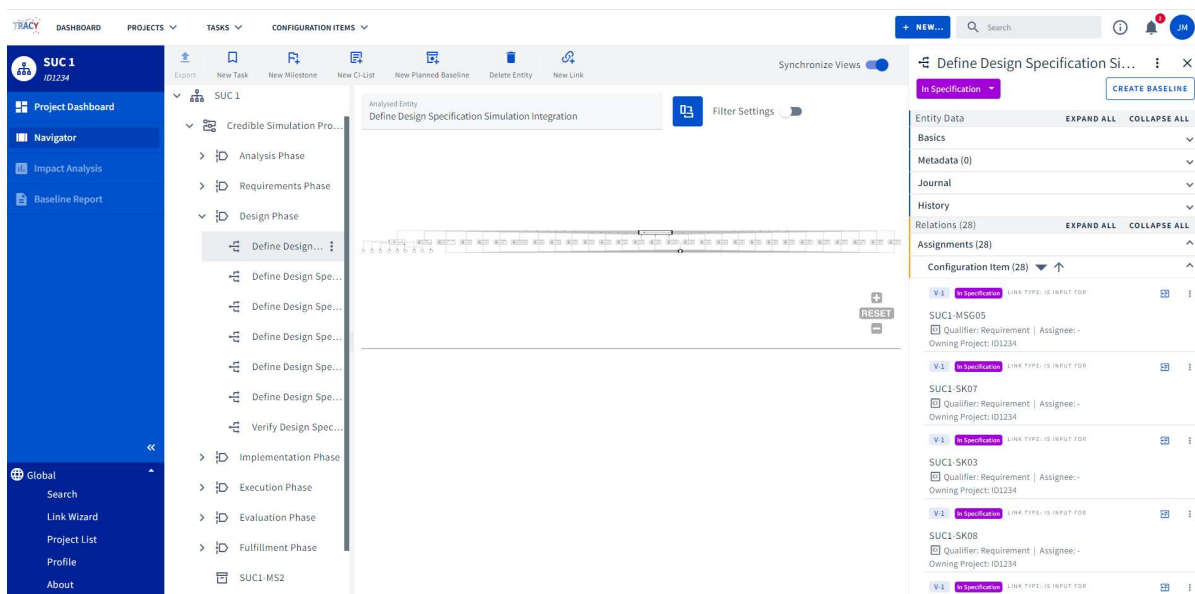 TRACY
DASHBOARD
PROJECTS
TASKS
CONFIGURATION ITEMS
+ NEW...
Search
2
JM
SUC 1
ID1234
Project Dashboard
Navigator
Impact Analysis
Baseline Report
Global
Search
Link Wizard
Project List
Profile
About
Export
New Task
New Milestone
New CI-List
New Planned Baseline
Delete Entity
New Link
Synchronize Views
SUC 1
Credible Simulation Pro...
Analysis Phase
Requirements Phase
Design Phase
Define Design...
Define Design Spe...
Define Design Spe...
Define Design Spe...
Define Design Spe...
Define Design Spe...
Verify Design Spec...
Implementation Phase
Execution Phase
Evaluation Phase
Fulfillment Phase
SUC1-MS2
Analysed Entity
Define Design Specification Simulation Integration
Filter Settings
RESET
Define Design Specification Si...
In Specification
CREATE BASELINE
Entity Data EXPAND ALL COLLAPSE ALL
Basics
Metadata (0)
Journal
History
Relations (28) EXPAND ALL COLLAPSE ALL
Assignments (28)
Configuration Item (28)
V-1 In Specification LINK TYPE: IS INPUT FOR
SUC1-MSG05
CI Qualifier: Requirement | Assignee: -
Owning Project: ID1234
V-1 In Specification LINK TYPE: IS INPUT FOR
SUC1-SK07
CI Qualifier: Requirement | Assignee: -
Owning Project: ID1234
V-1 In Specification LINK TYPE: IS INPUT FOR
SUC1-SK03
CI Qualifier: Requirement | Assignee: -
Owning Project: ID1234
V-1 In Specification LINK TYPE: IS INPUT FOR
SUC1-SK08
CI Qualifier: Requirement | Assignee: -
Owning Project: ID1234
V-1 In Specification LINK TYPE: IS INPUT FOR